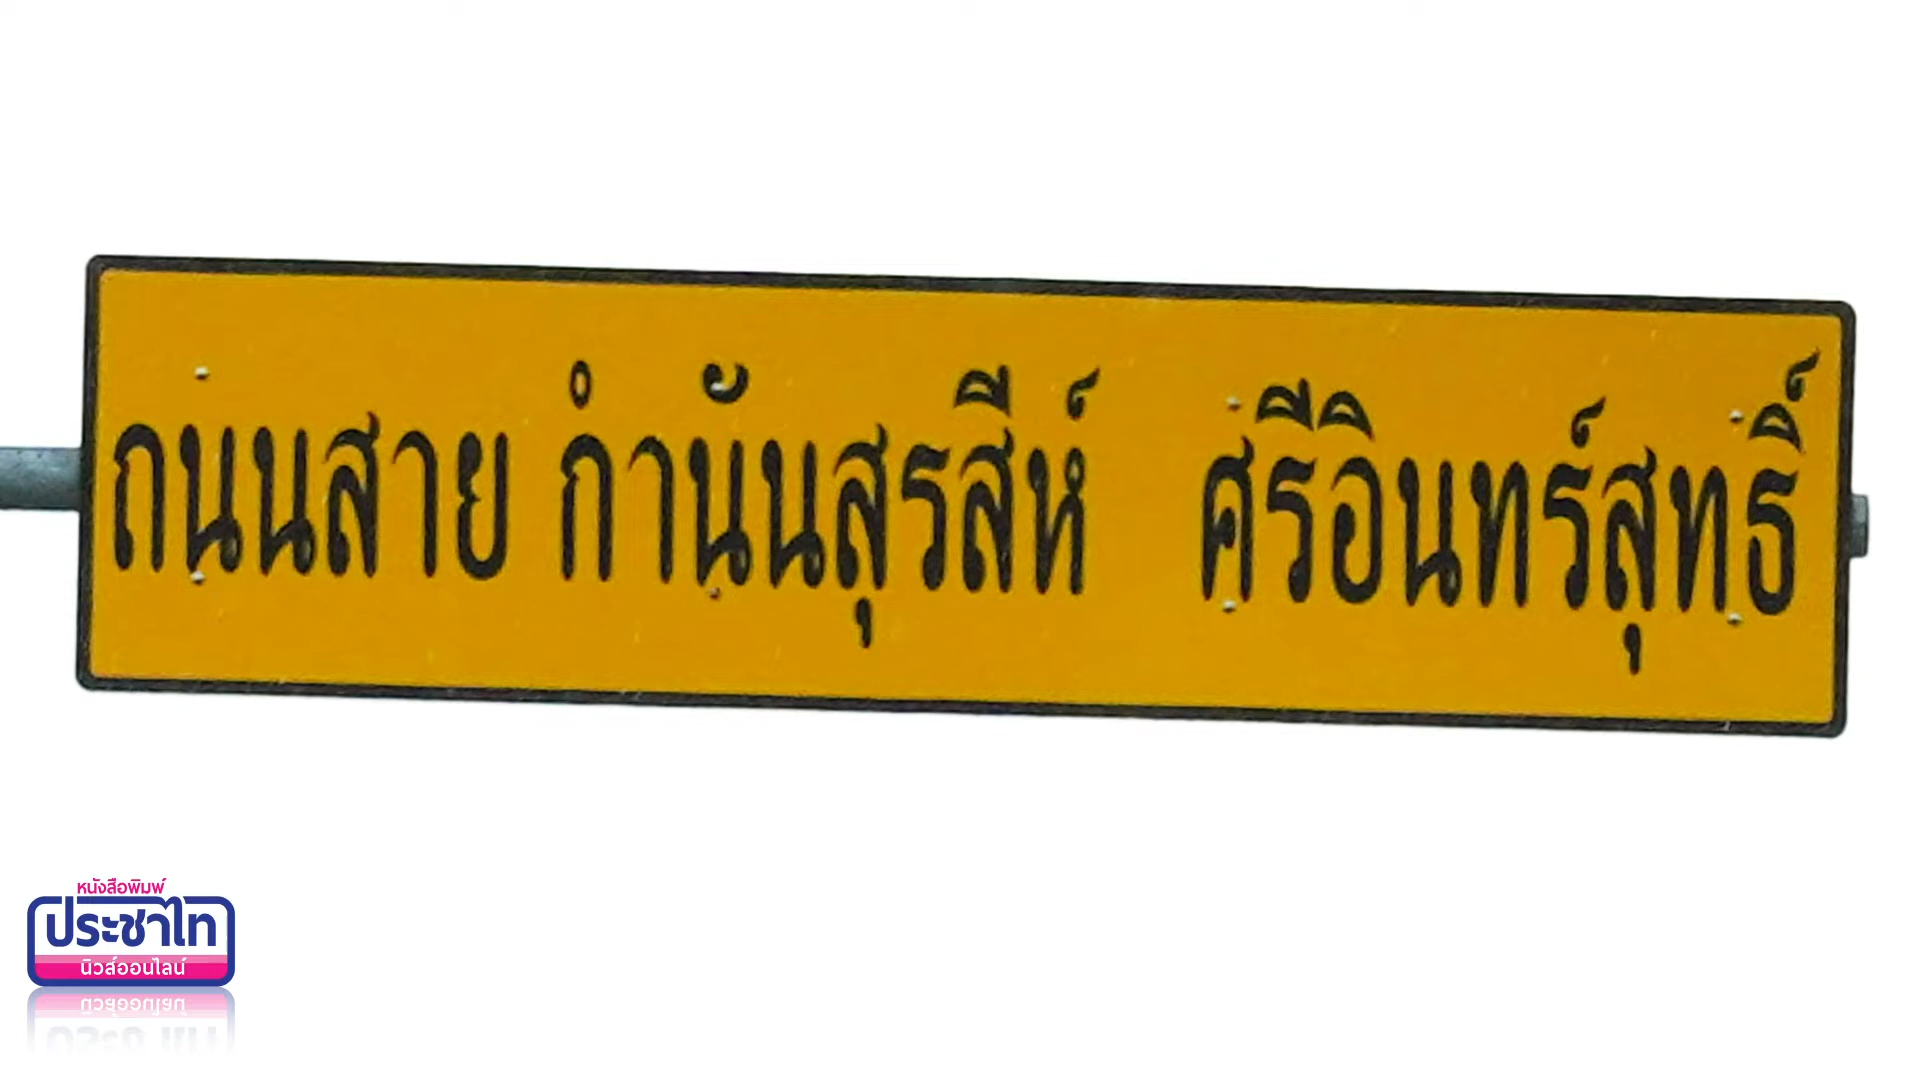 ถนนสาย กำนันสุรสีห์ ศรีอินทร์สุทธิ์
หนังสือพิมพ์
ประชาไท
นิวส์ออนไลน์